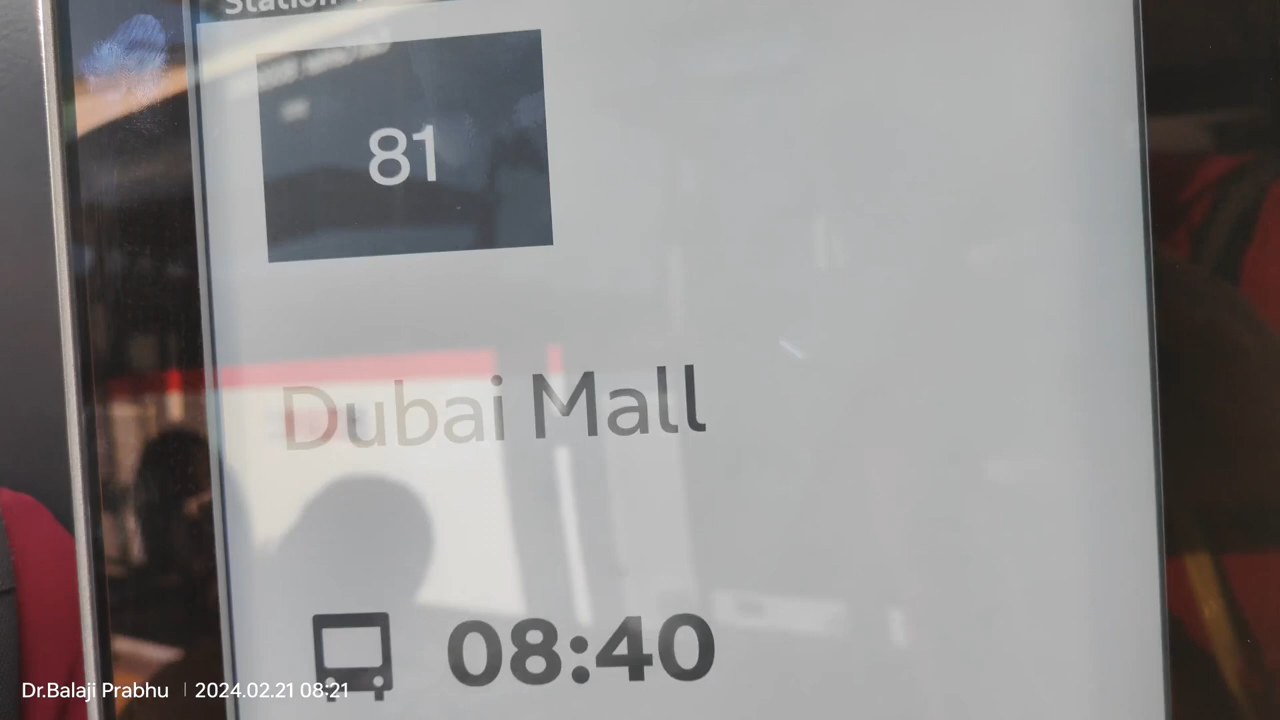 Station
81
Dubai Mall
08:40
Dr.Balaji Prabhu | 2024.02.21 08:21